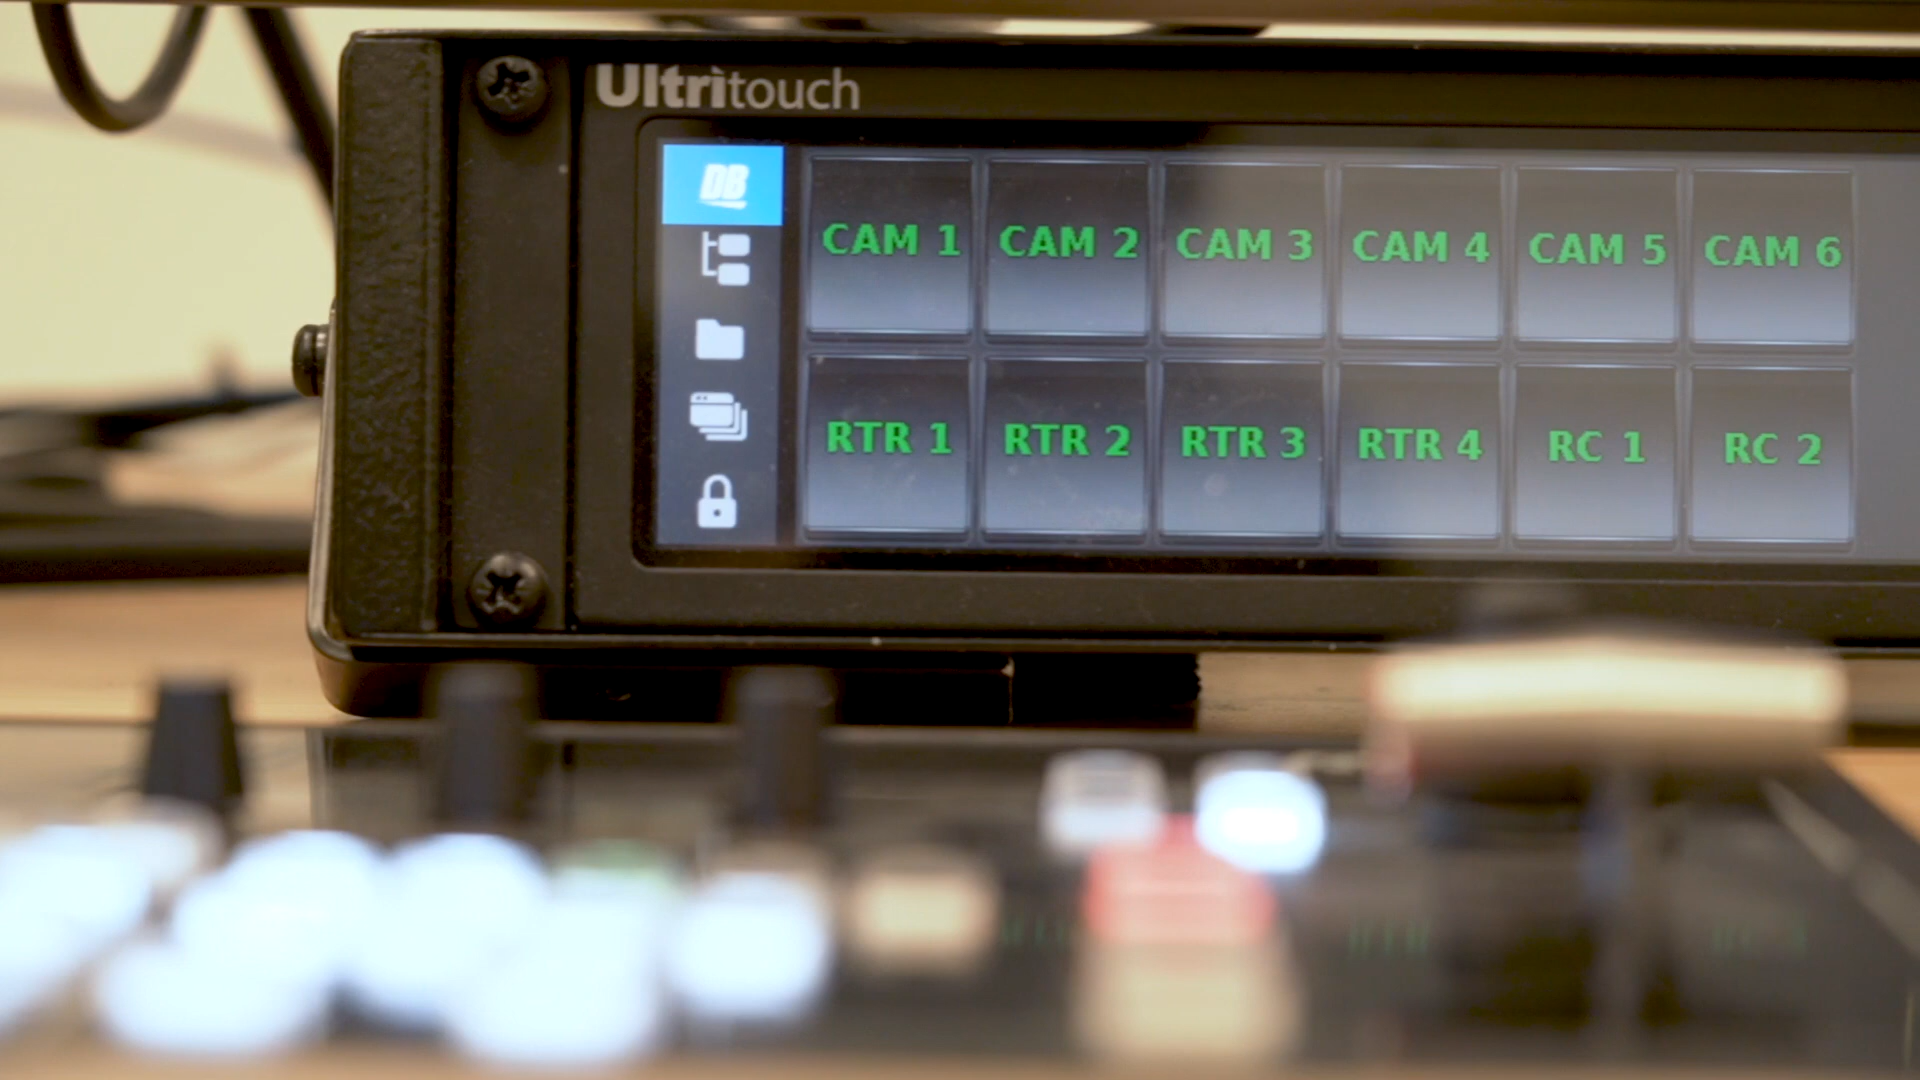 Ultritouch
DB
CAM 1 CAM 2 CAM 3 CAM 4 CAM 5 CAM 6
RTR 1 RTR 2 RTR 3 RTR 4 RC 1 RC 2